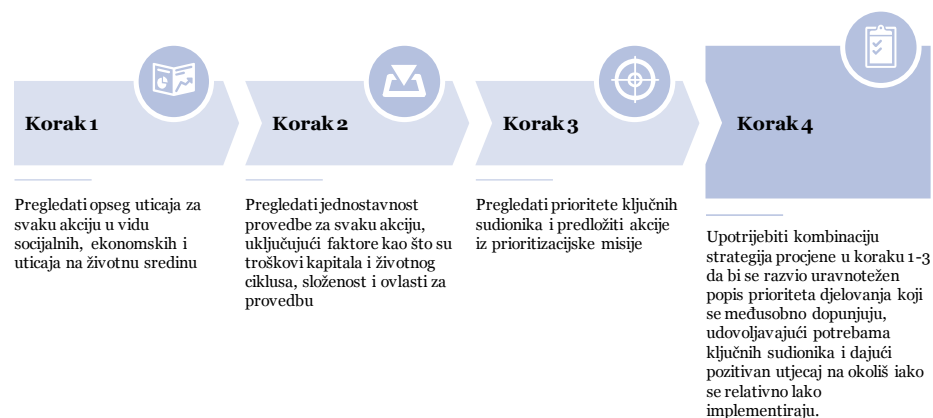 Korak 1
Pregledati opseg uticaja za
svaku akciju u vidu
socijalnih, ekonomskih i
uticaja na životnu sredinu
Korak 2
Pregledati jednostavnost
provedbe za svaku akciju,
uključujući faktore kao što su
troškovi kapitala i životnog
ciklusa, složenost i ovlasti za
provedbu
Korak 3
Pregledati prioritete ključnih
sudionika i predložiti akcije
iz prioritizacijske misije
Korak 4
Upotrijebiti kombinaciju
strategija procjene u koraku 1-3
da bi se razvio uravnotežen
popis prioriteta djelovanja koji
se međusobno dopunjuju,
udovoljavajući potrebama
ključnih sudionika i dajući
pozitivan utjecaj na okoliš iako
se relativno lako
implementiraju.